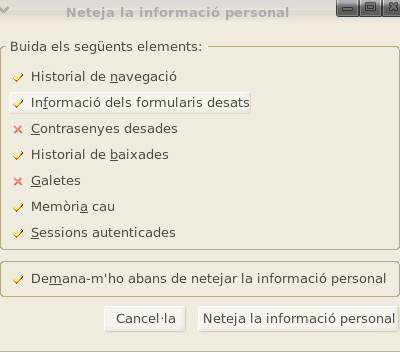 Neteja la informació personal
Buida els següents elements:
Historial de navegació
Informació dels formularis desats
Contrasenyes desades
Historial de baixades
Galetes
Memòria cau
Sessions autenticades
Demana-m'ho abans de netejar la informació personal
Cancel·la
Neteja la informació personal